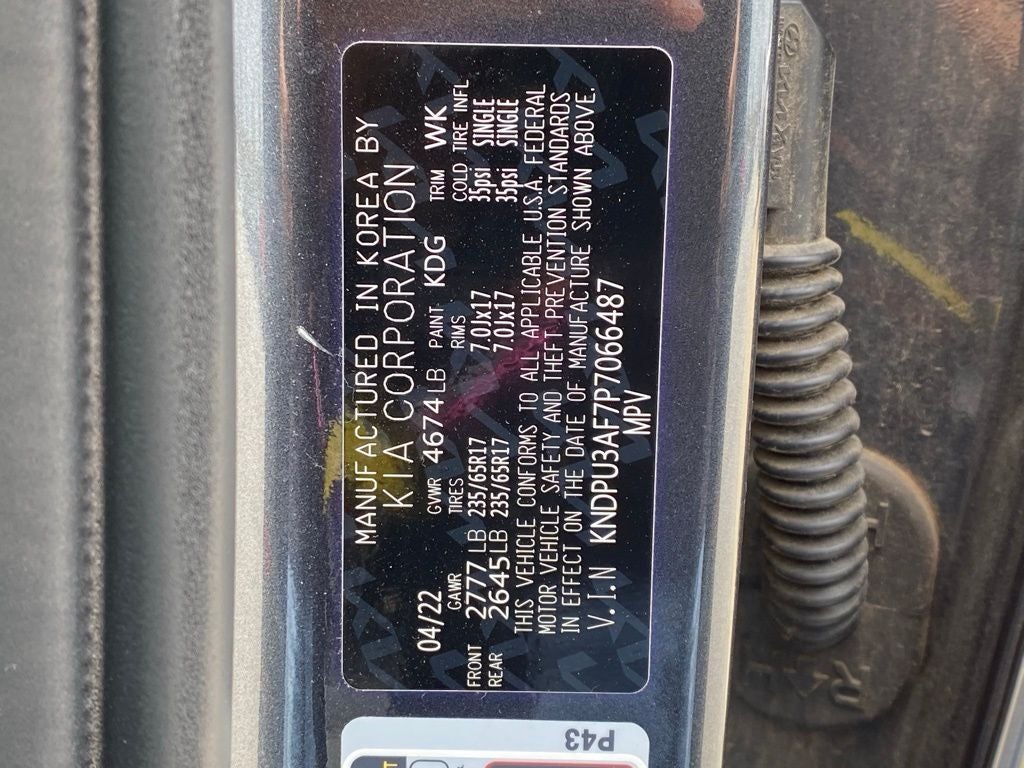 MANUFACTURED IN KOREA BY
KIA CORPORATION
04/22 GVWR 4674LB PAINT KDG TRIM WK
GAWR TIRES RIMS COLD TIRE INFL
FRONT 2777LB 235/65R17 7.0Jx17 35psi SINGLE
REAR 2645LB 235/65R17 7.0Jx17 35psi SINGLE
THIS VEHICLE CONFORMS TO ALL APPLICABLE U.S.A. FEDERAL
MOTOR VEHICLE SAFETY AND THEFT PREVENTION STANDARDS
IN EFFECT ON THE DATE OF MANUFACTURE SHOWN ABOVE.
V.I.N KNDPU3AF7P7066487
MPV
P43